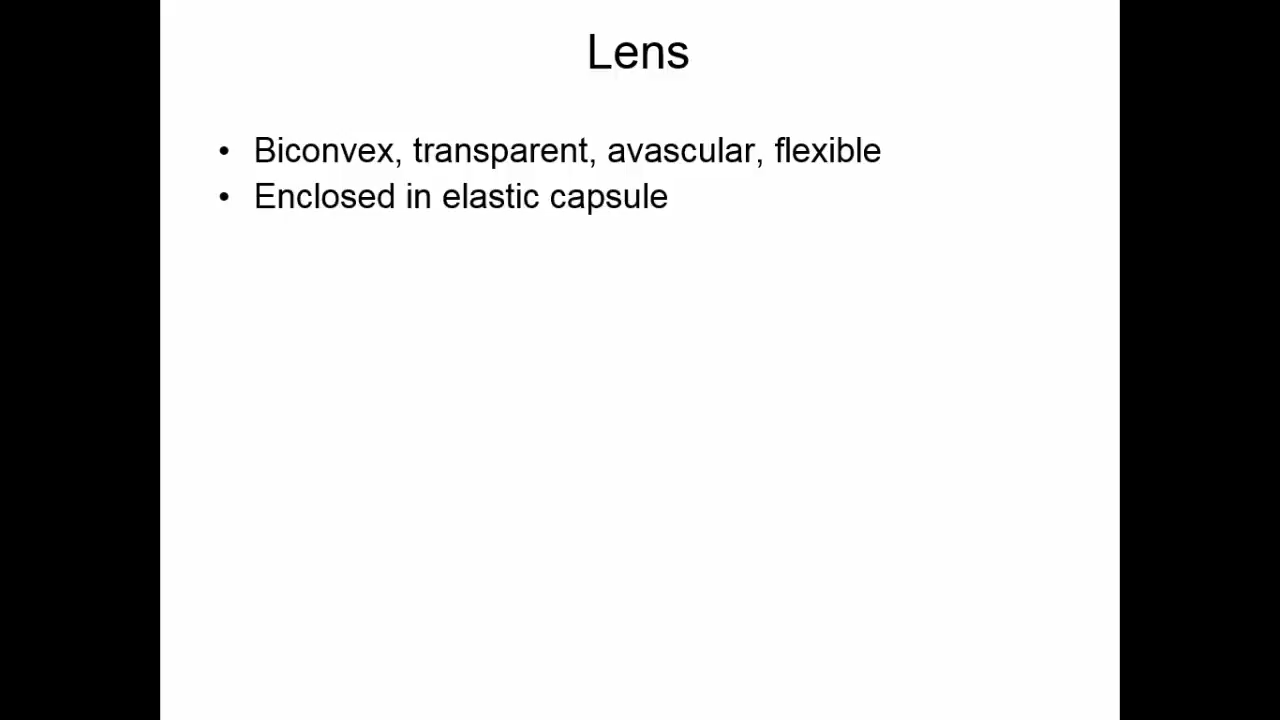 Lens
• Biconvex, transparent, avascular, flexible
• Enclosed in elastic capsule